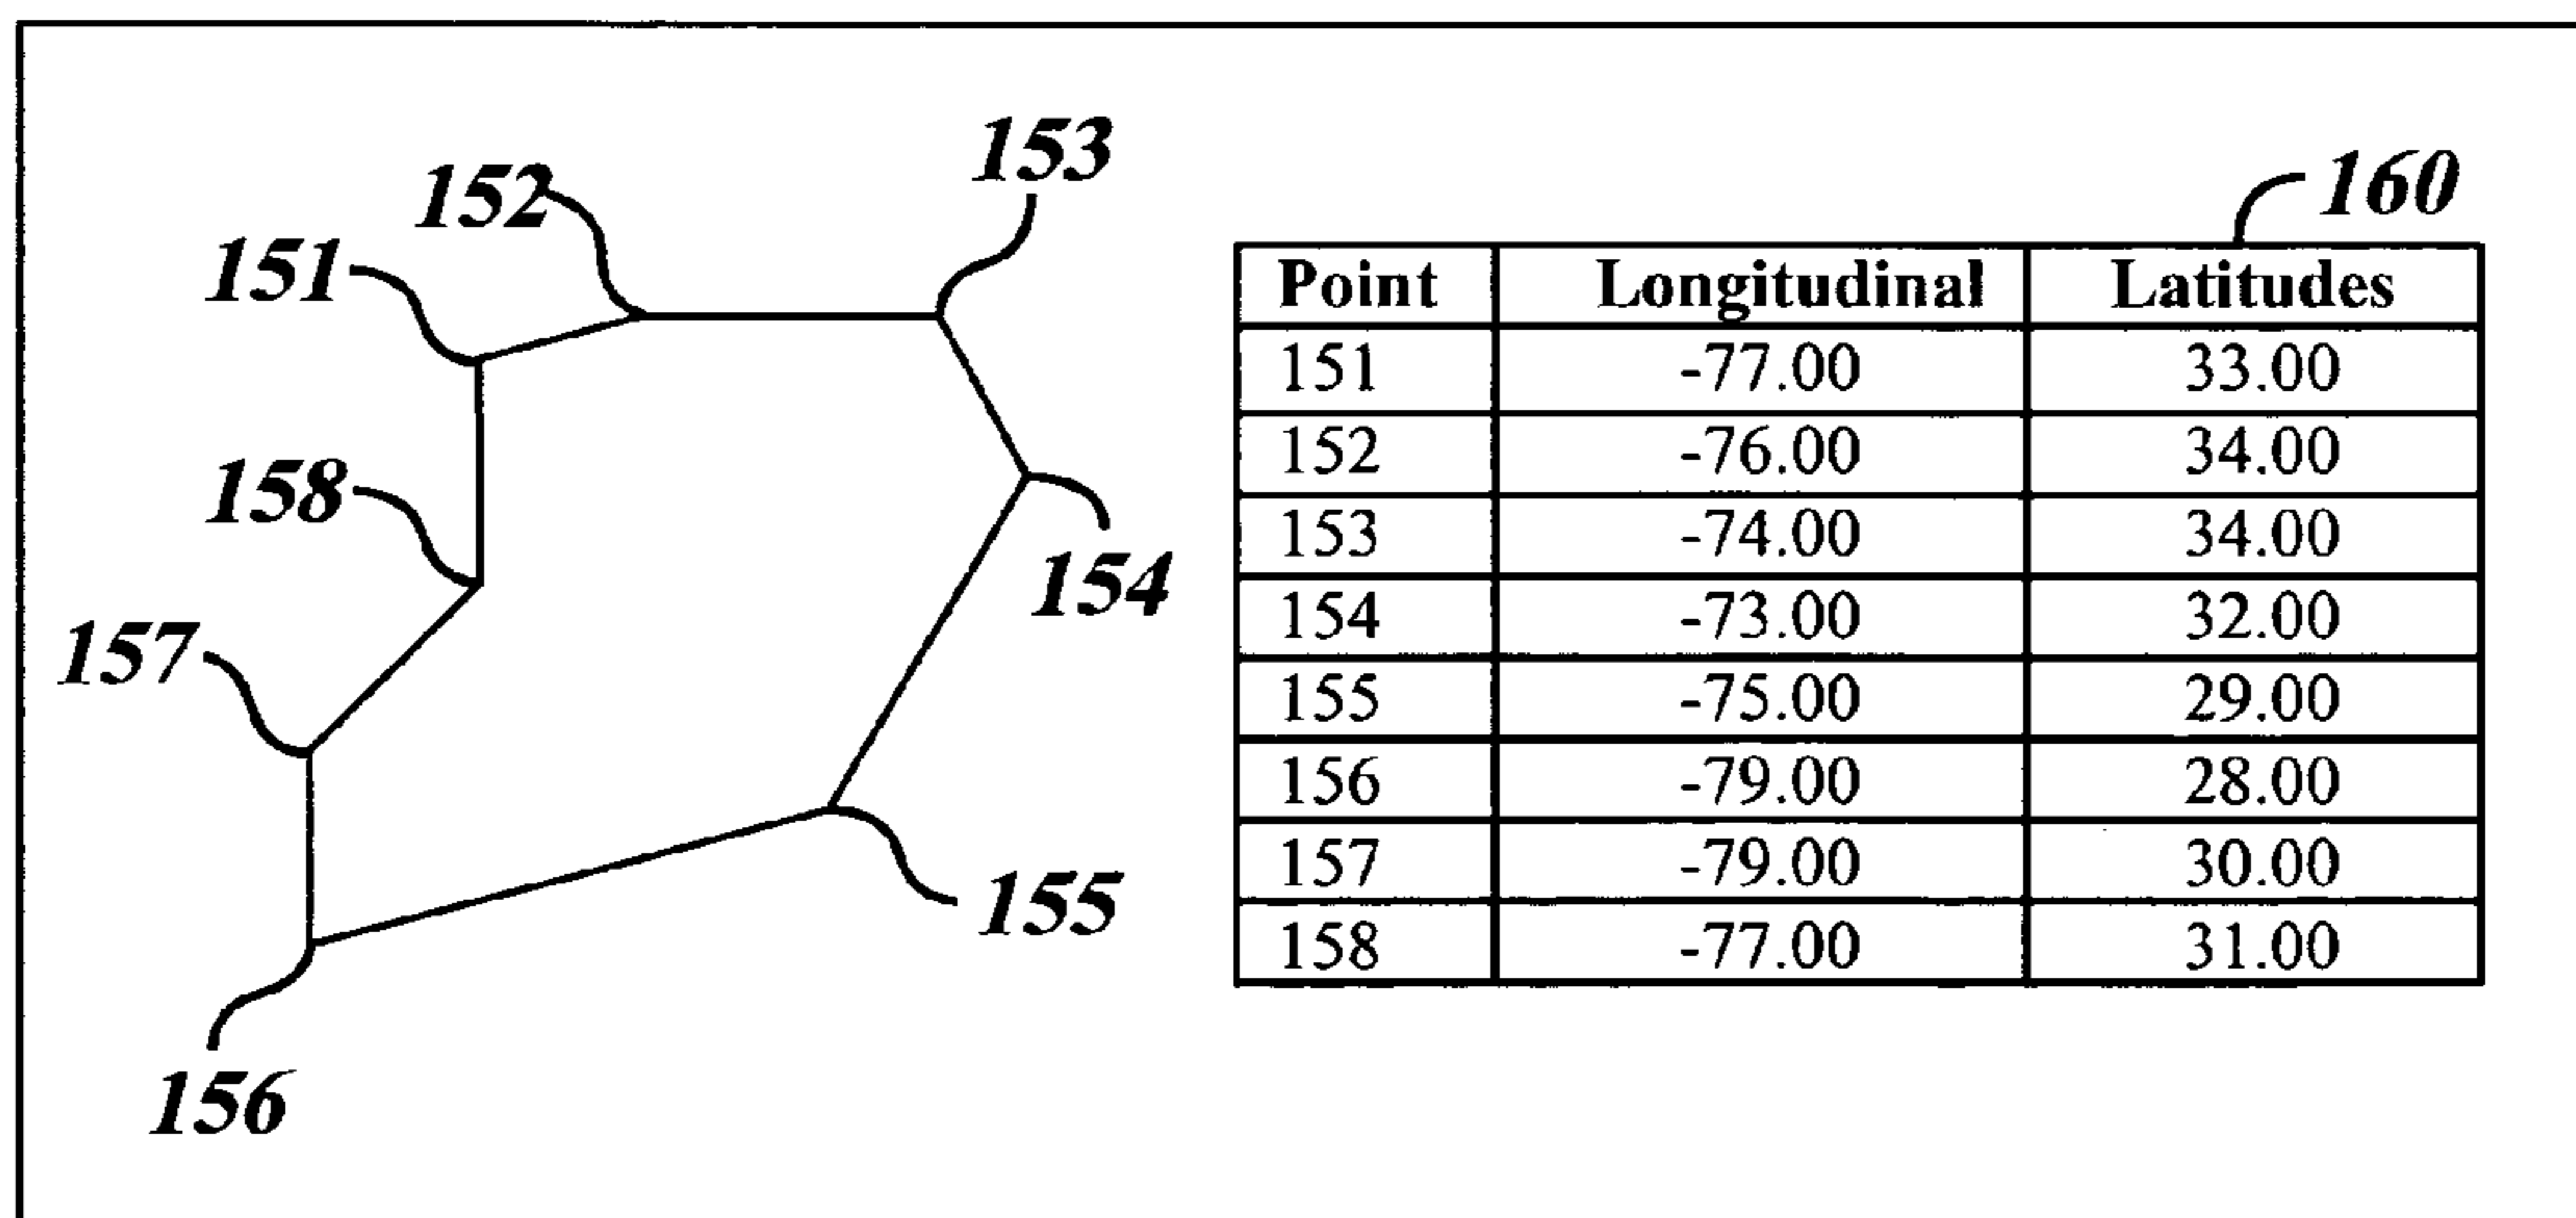 153
152
160
151
158
154
157
155
156
Point Longitudinal Latitudes
151 -77.00 33.00
152 -76.00 34.00
153 -74.00 34.00
154 -73.00 32.00
155 -75.00 29.00
156 -79.00 28.00
157 -79.00 30.00
158 -77.00 31.00